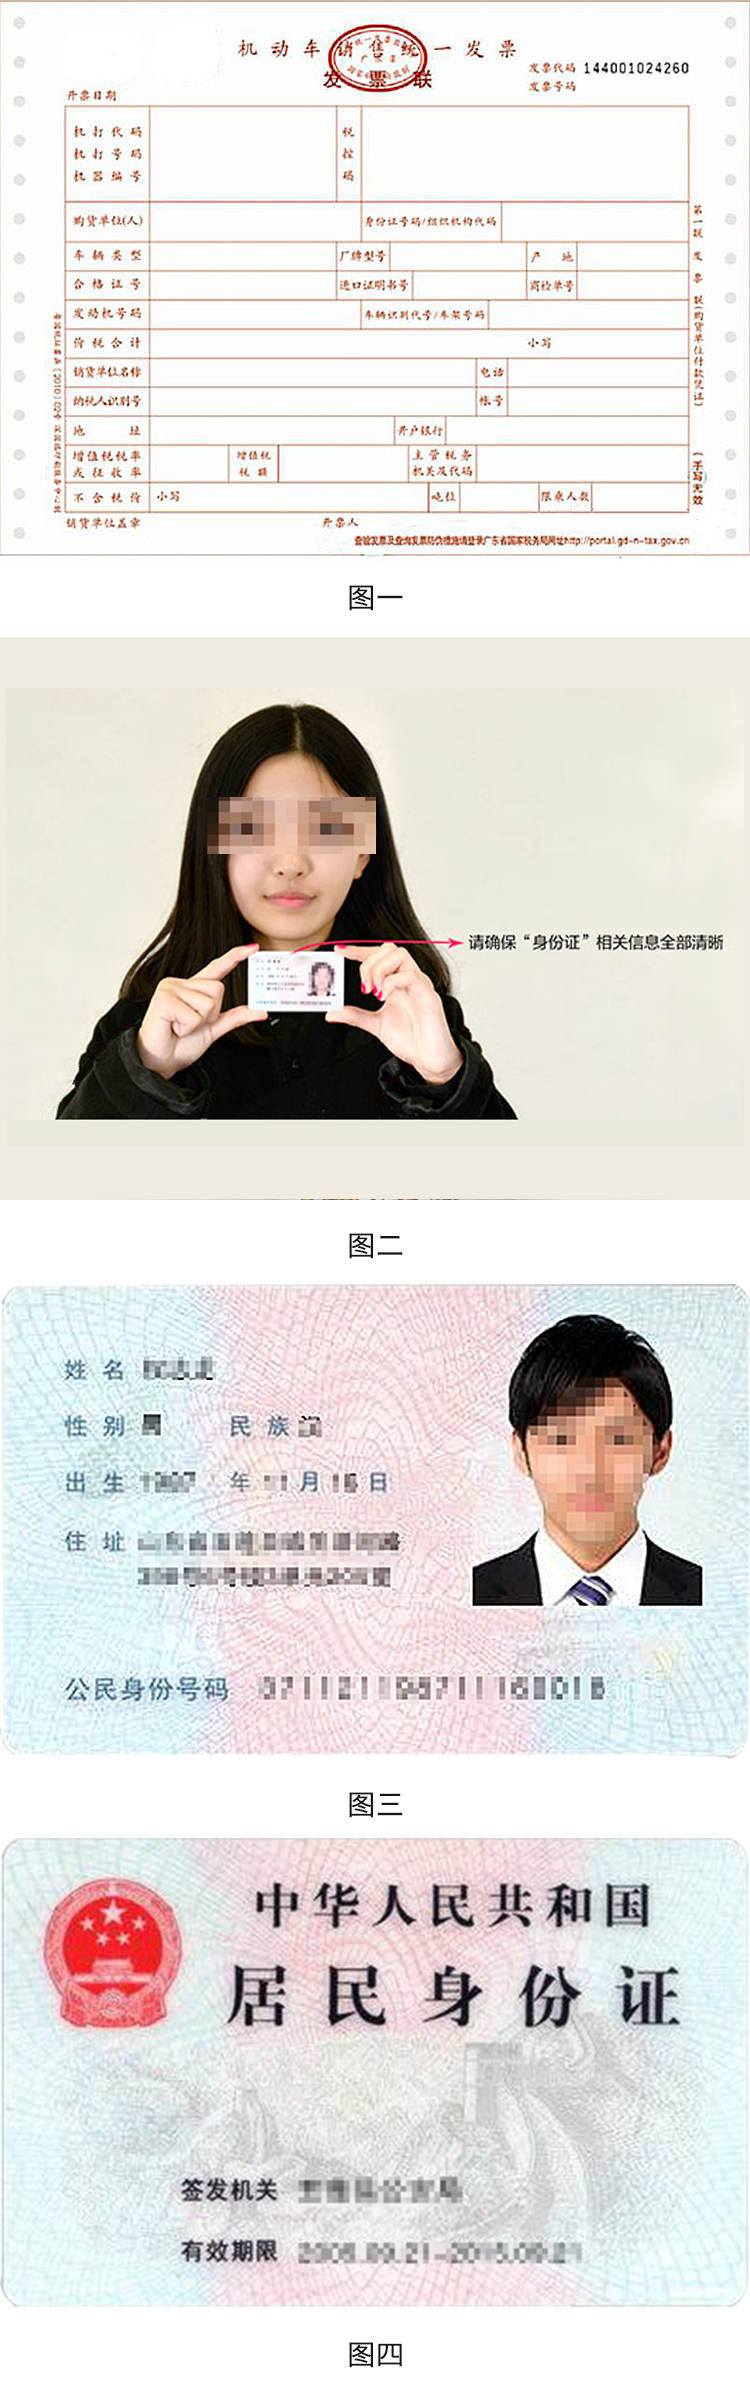 机动车销售统一发票
发票联
发票代码 144001024260
发票号码
开票日期
机打代码
机打号码
机器编号
税控码
购货单位(人)
身份证号码/组织机构代码
车辆类型
厂牌型号
产地
合格证号
进口证明书号
商检单号
发动机号码
车辆识别代号/车架号码
价税合计
小写
销货单位名称
电话
纳税人识别号
帐号
地址
开户银行
增值税税率
或征收率
增值税
税额
主管税务
机关及代码
不含税价
小写
吨位
限乘人数
销货单位盖章
开票人
第一联 发票联(购货单位付款凭证)
(手写无效)
查验发票及查询发票防伪措施请登录广东省国家税务局网址http://portal.gd-n-tax.gov.cn
图一
请确保“身份证”相关信息全部清晰
图二
姓名
性别
民族
出生 年 月 日
住址
公民身份号码
图三
中华人民共和国
居民身份证
签发机关
有效期限
图四